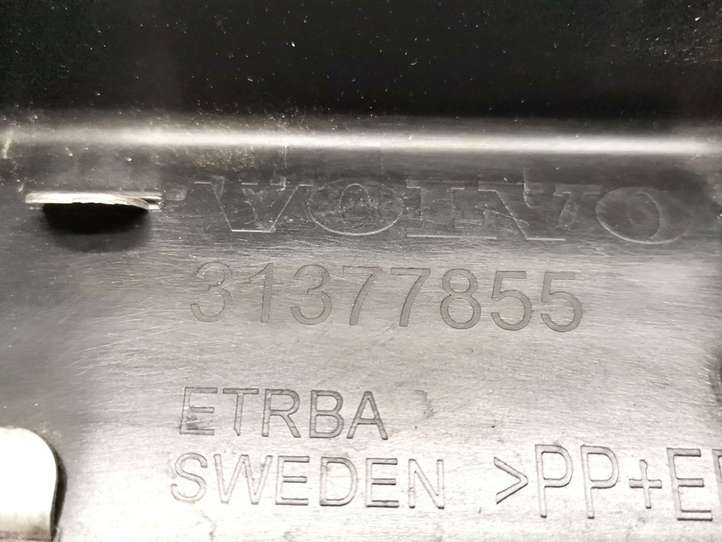 VOLVO
31377855
ETRBA
SWEDEN >PP+E